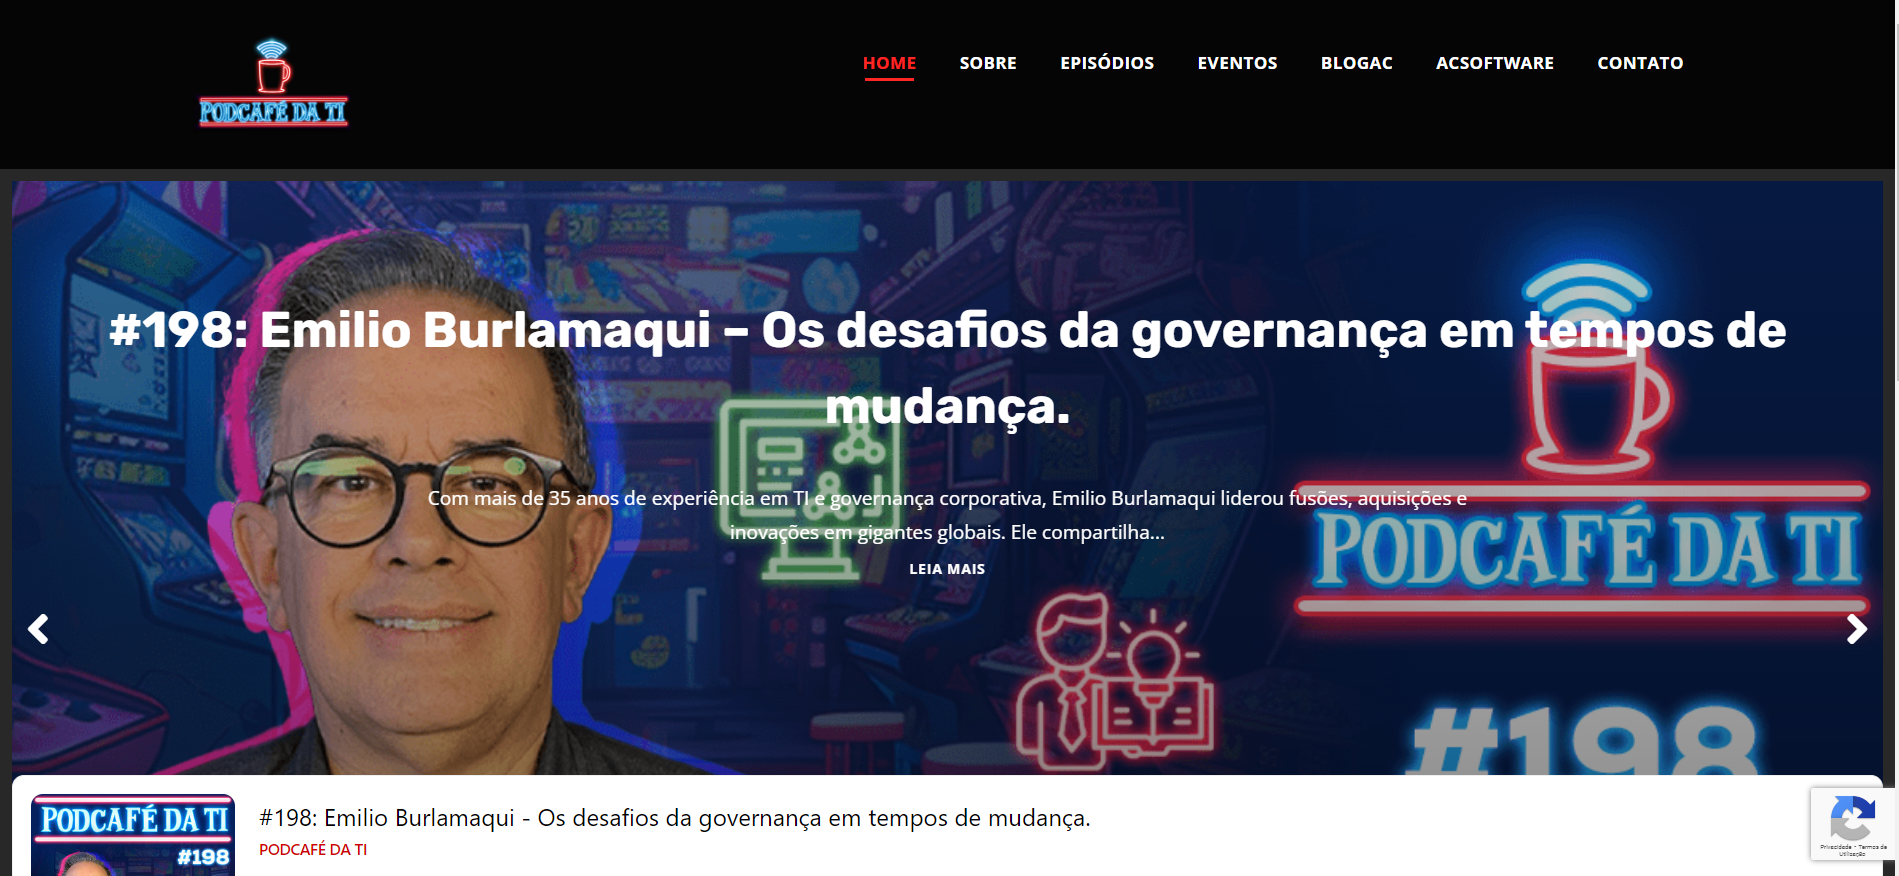 PODCAFÉ DA TI
HOME SOBRE EPISÓDIOS EVENTOS BLOGAC ACSOFTWARE CONTATO
#198: Emilio Burlamaqui – Os desafios da governança em tempos de
mudança.
Com mais de 35 anos de experiência em TI e governança corporativa, Emilio Burlamaqui liderou fusões, aquisições e
inovações em gigantes globais. Ele compartilha...
LEIA MAIS
PODCAFÉ DA TI
#198
PODCAFÉ DA TI
#198
#198: Emilio Burlamaqui - Os desafios da governança em tempos de mudança.
PODCAFÉ DA TI
Privacidade - Termos de
Utilização